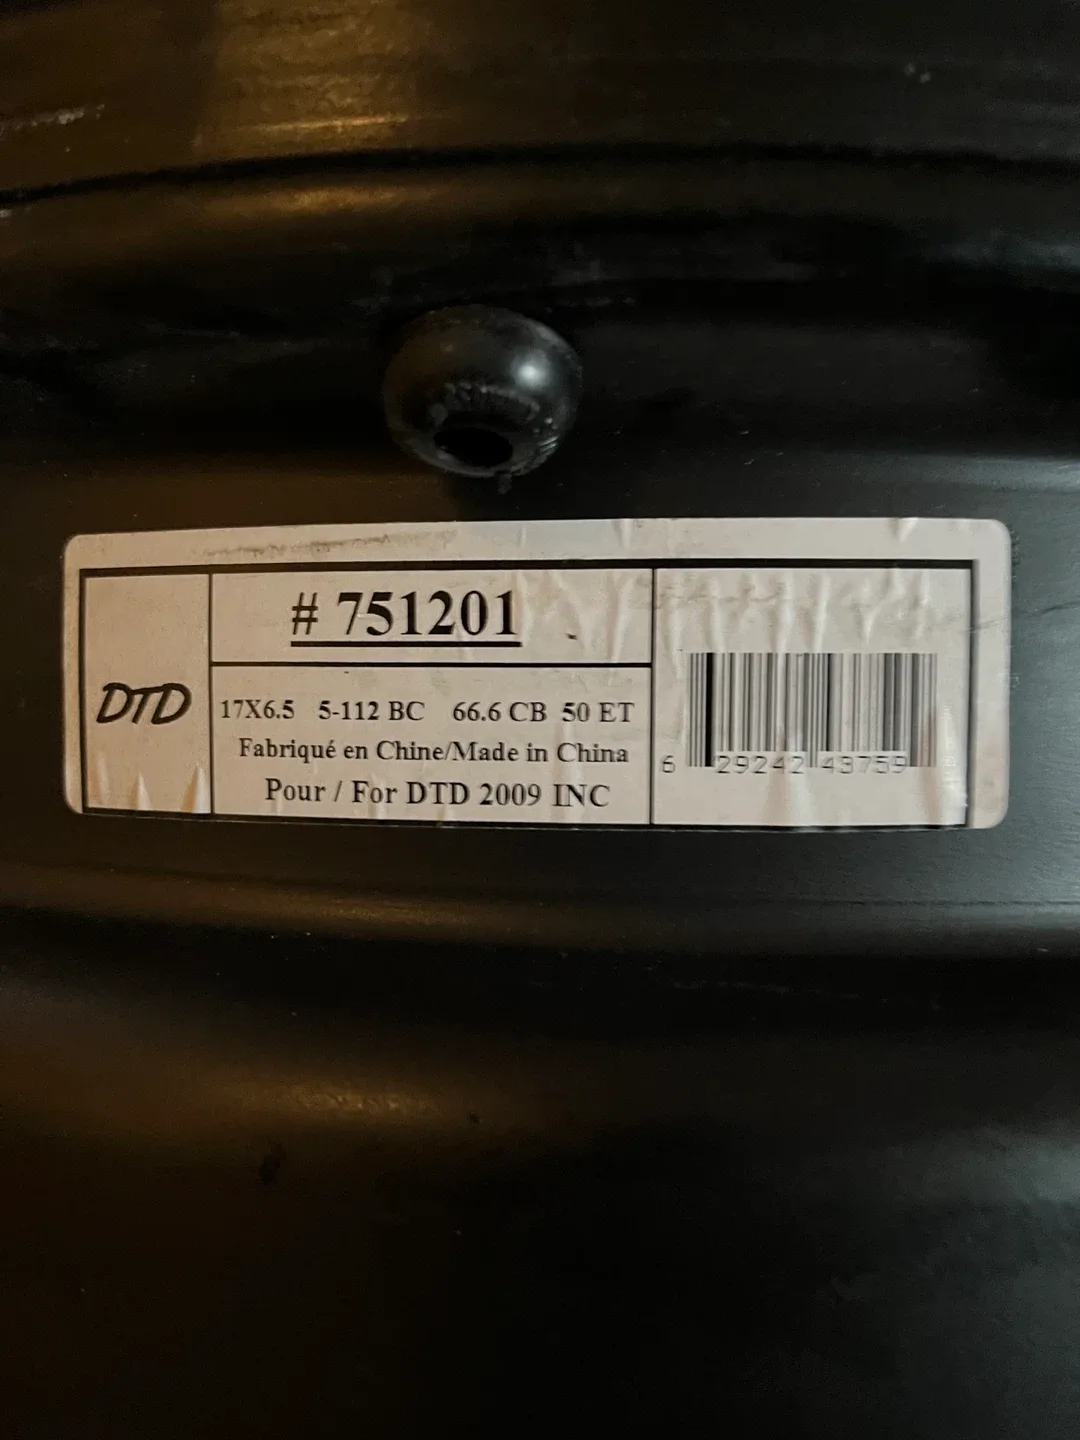 # 751201
DTD
17X6.5 5-112 BC 66.6 CB 50 ET
Fabriqué en Chine/Made in China
Pour / For DTD 2009 INC
6 29242 43759